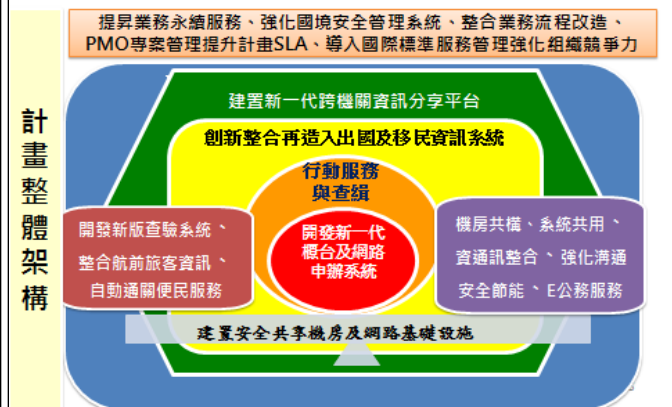 提昇業務永續服務、強化國境安全管理系統、整合業務流程改造、
PMO專案管理提升計畫SLA、導入國際標準服務管理強化組織競爭力
計畫整體架構
建置新一代跨機關資訊分享平台
創新整合再造入出國及移民資訊系統
行動服務
與查緝
開發新一代
櫃台及網路
申辦系統
開發新版查驗系統、
整合航前旅客資訊、
自動通關便民服務
機房共構、系統共用、
資通訊整合、強化溝通
安全節能、E公務服務
建置安全共享機房及網路基礎設施